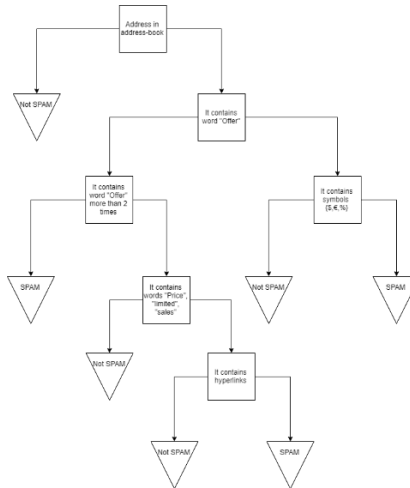 Address in
address-book
Not SPAM
It contains
word "Offer"
It contains
word "Offer"
more than 2
times
It contains
symbols
($,€,%)
SPAM
Not SPAM
SPAM
It contains
words "Price",
"limited",
"sales"
Not SPAM
It contains
hyperlinks
Not SPAM
SPAM